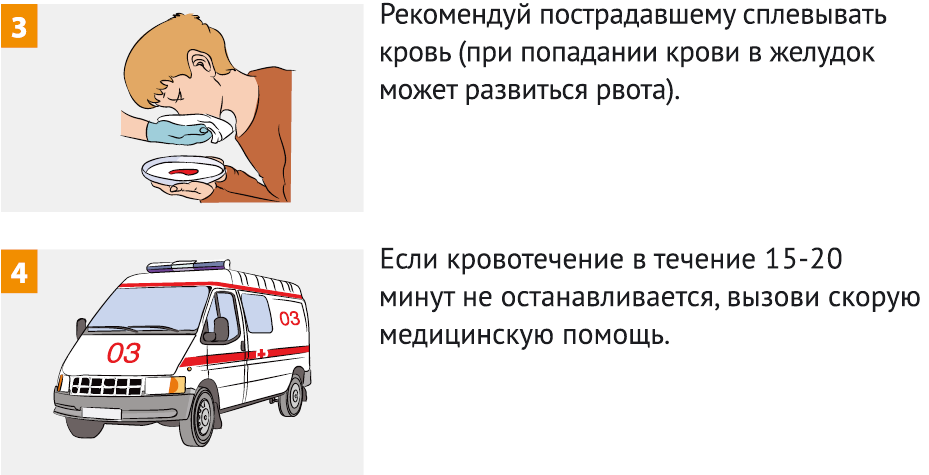 3
Рекомендуй пострадавшему сплевывать
кровь (при попадании крови в желудок
может развиться рвота).
4
Если кровотечение в течение 15-20
минут не останавливается, вызови скорую
медицинскую помощь.
03
03